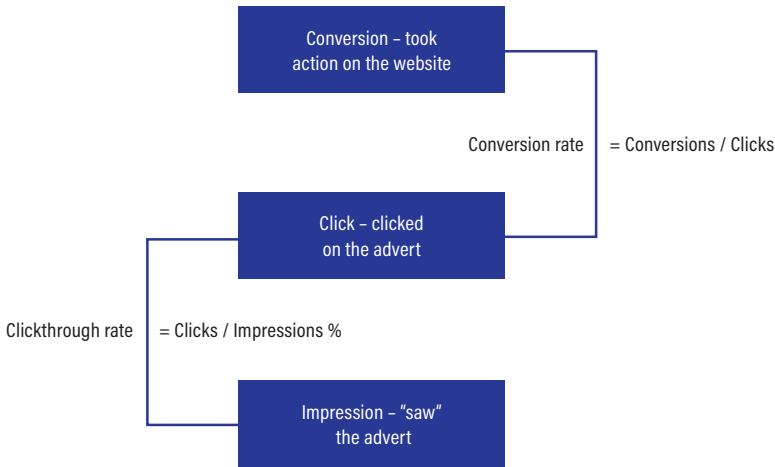 Conversion – took
action on the website
Conversion rate
= Conversions / Clicks
Click – clicked
on the advert
Clickthrough rate
= Clicks / Impressions %
Impression – “saw”
the advert